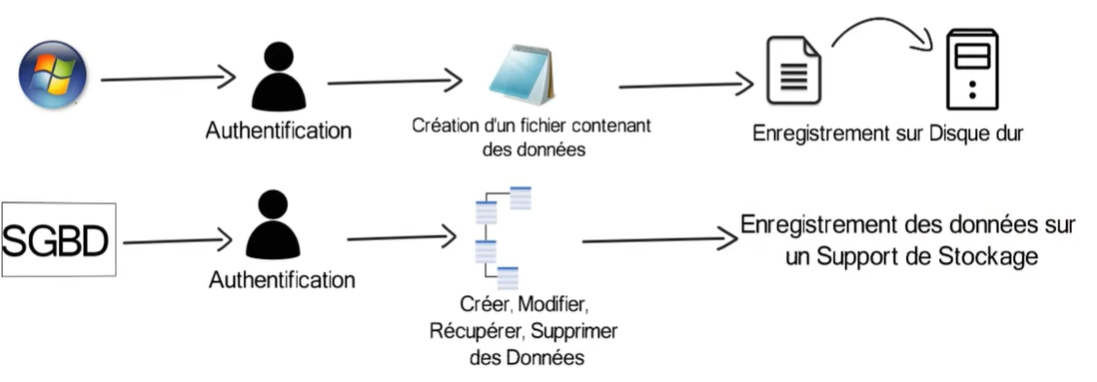 Authentification
Création d'un fichier contenant
des données
Enregistrement sur Disque dur
SGBD
Authentification
Créer, Modifier,
Récupérer, Supprimer
des Données
Enregistrement des données sur
un Support de Stockage